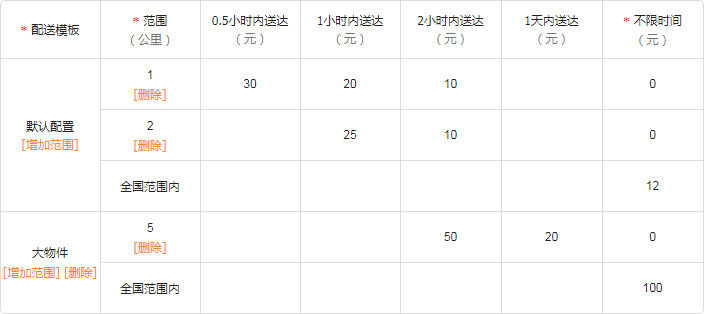 * 配送模板
* 范围
（公里）
0.5小时内送达
（元）
1小时内送达
（元）
2小时内送达
（元）
1天内送达
（元）
* 不限时间
（元）
默认配置
[增加范围]
1
[删除]
30
20
10
0
2
[删除]
25
10
0
全国范围内
12
大物件
[增加范围] [删除]
5
[删除]
50
20
0
全国范围内
100